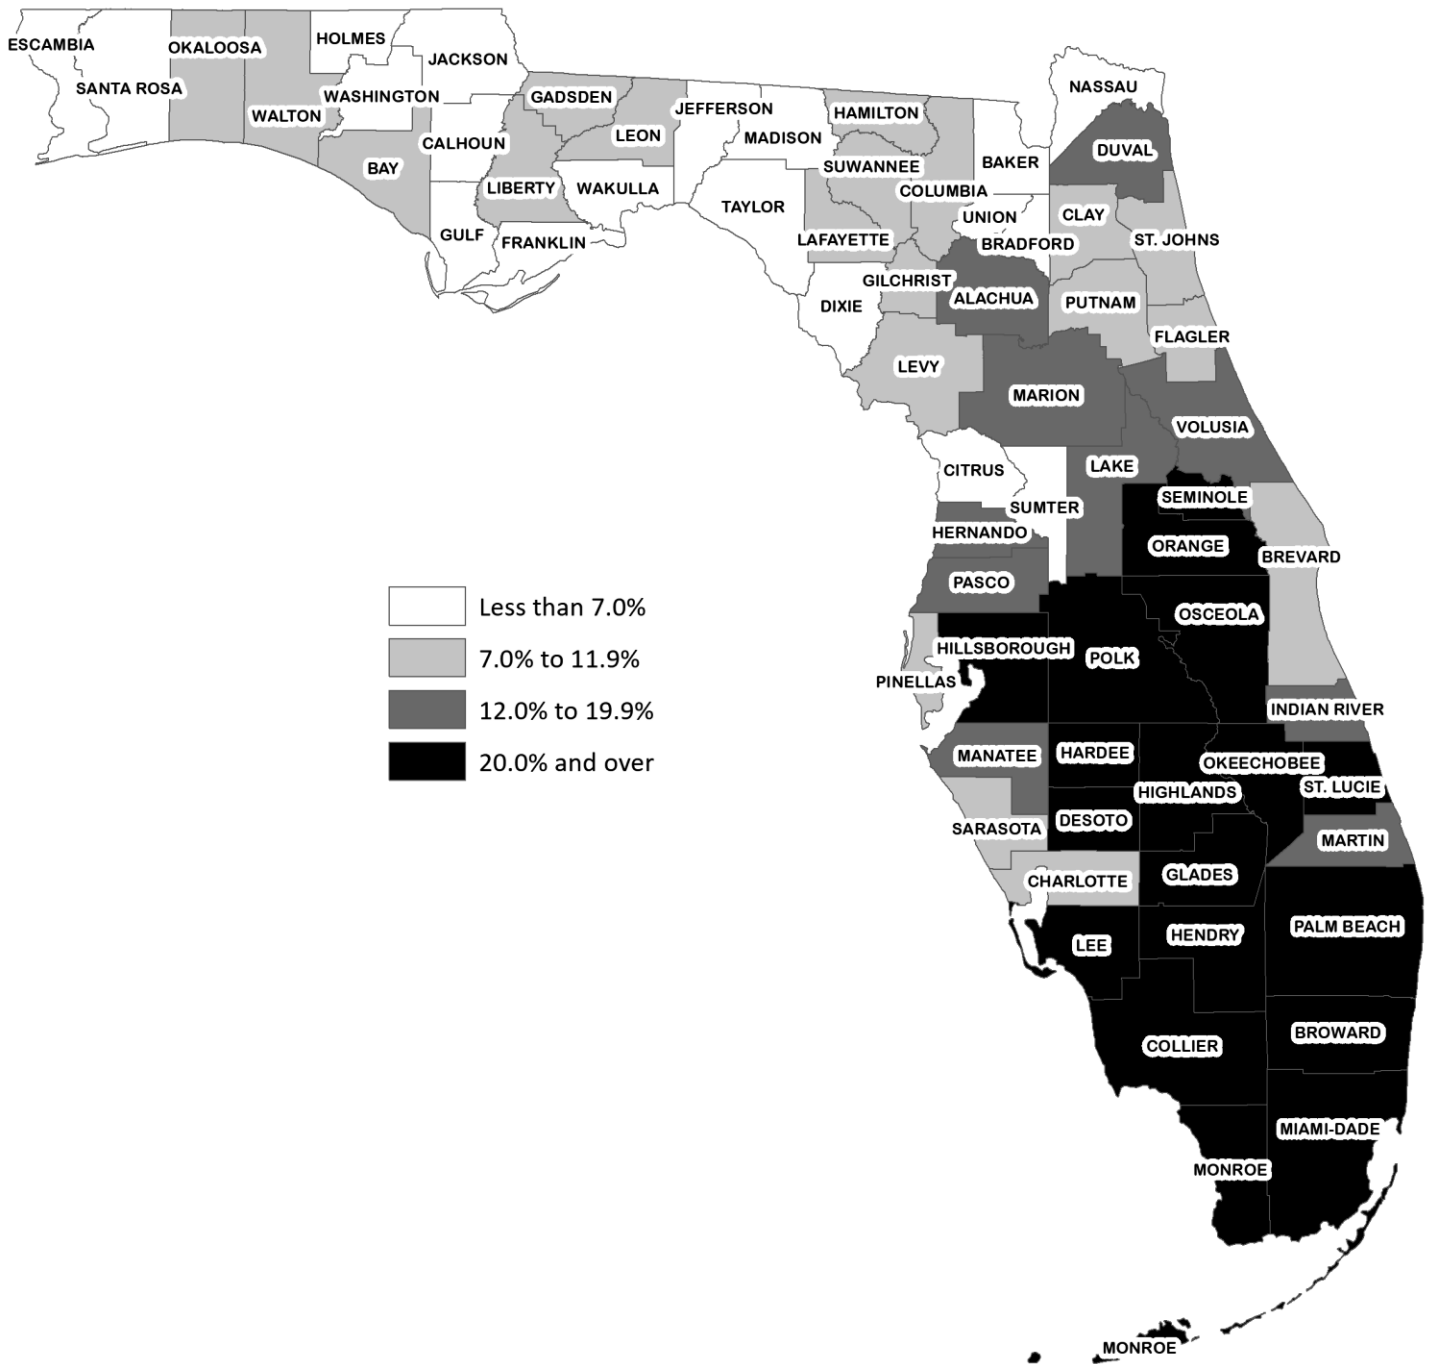 ESCAMBIA
SANTA ROSA
OKALOOSA
WALTON
HOLMES
WASHINGTON
JACKSON
BAY
CALHOUN
GULF
GADSDEN
LIBERTY
FRANKLIN
LEON
WAKULLA
JEFFERSON
MADISON
TAYLOR
HAMILTON
SUWANNEE
LAFAYETTE
COLUMBIA
DIXIE
GILCHRIST
BAKER
UNION
BRADFORD
ALACHUA
NASSAU
DUVAL
CLAY
ST. JOHNS
PUTNAM
FLAGLER
LEVY
MARION
VOLUSIA
CITRUS
SUMTER
LAKE
HERNANDO
PASCO
SEMINOLE
ORANGE
BREVARD
OSCEOLA
PINELLAS
HILLSBOROUGH
POLK
INDIAN RIVER
MANATEE
HARDEE
OKEECHOBEE
HIGHLANDS
ST. LUCIE
SARASOTA
DESOTO
MARTIN
CHARLOTTE
GLADES
LEE
HENDRY
PALM BEACH
COLLIER
BROWARD
MIAMI-DADE
MONROE
MONROE
Less than 7.0%
7.0% to 11.9%
12.0% to 19.9%
20.0% and over